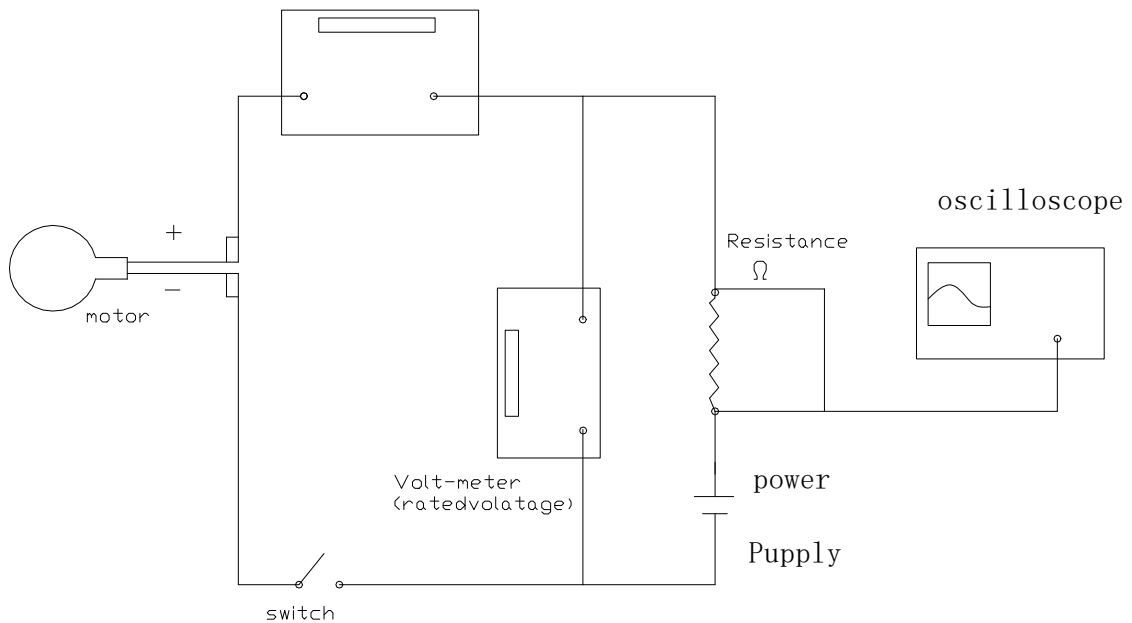 oscilloscope
+
Resistance
Ω
−
motor
Volt-meter
(ratedvolatage)
power
Pupply
switch